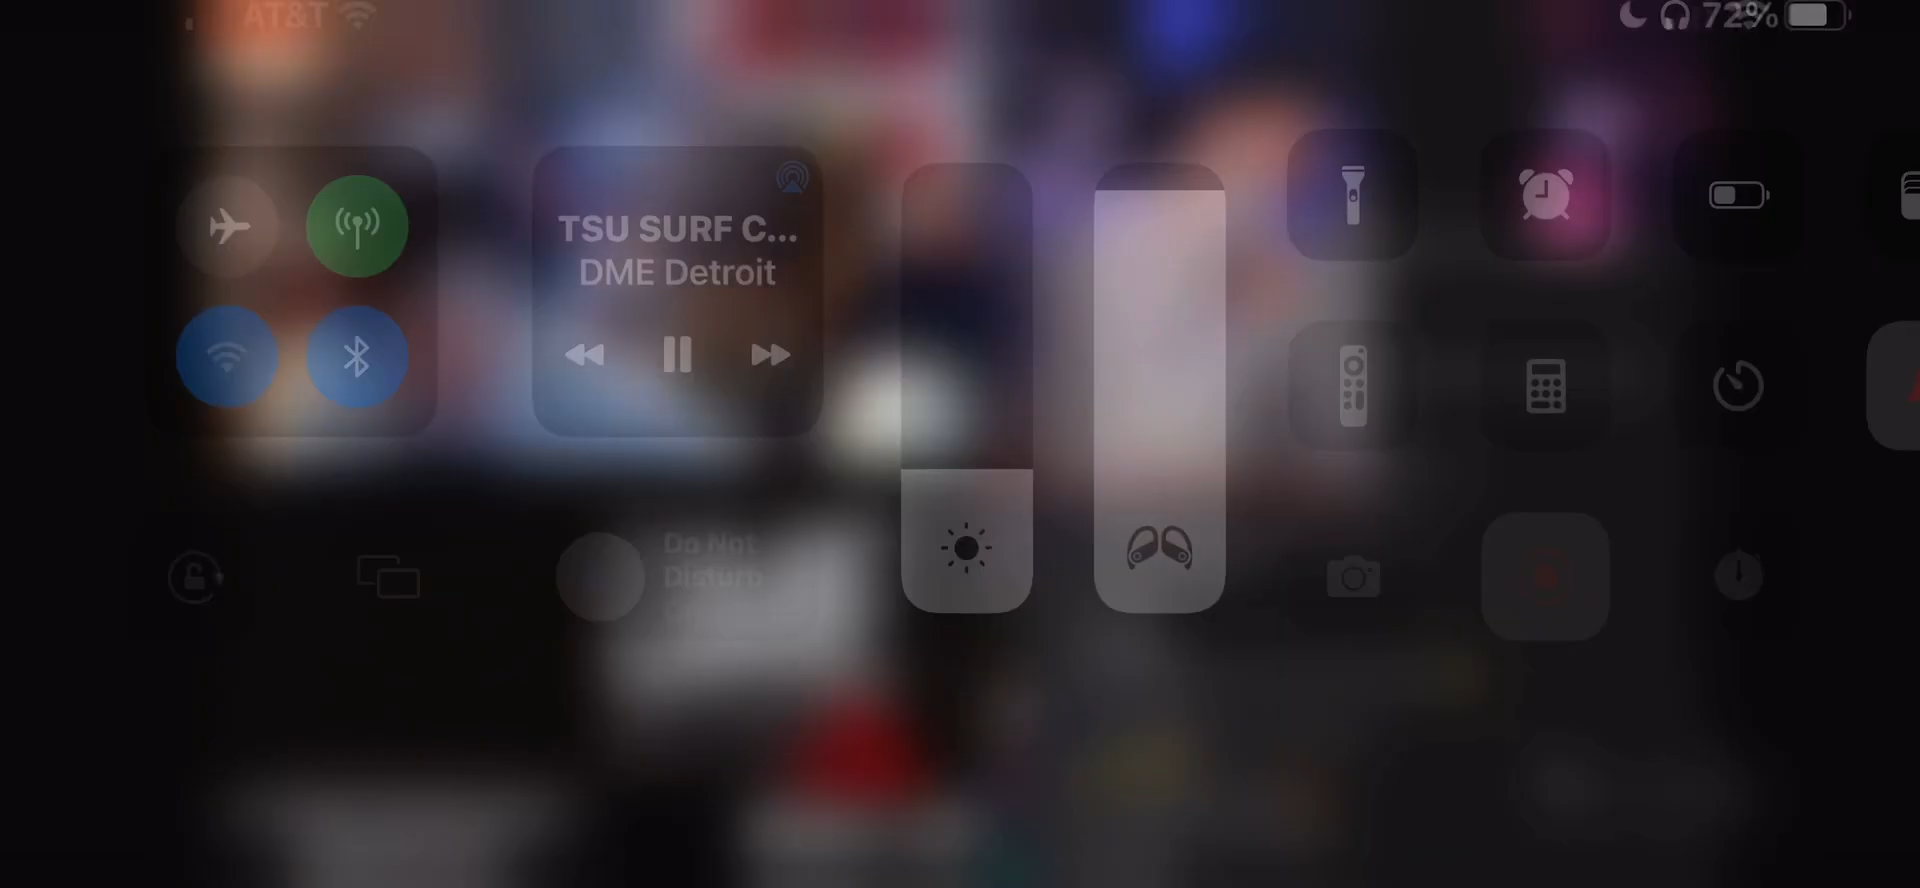 AT&T
72%
TSU SURF C...
DME Detroit
Do Not
Disturb